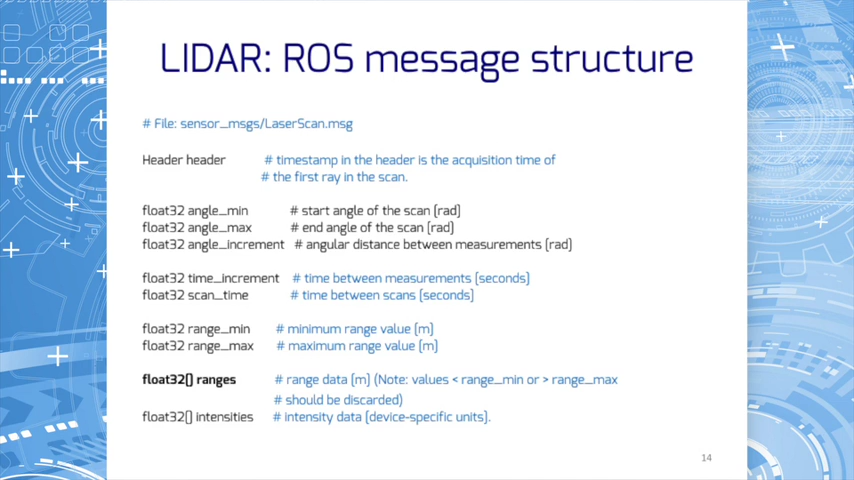 LIDAR: ROS message structure
# File: sensor_msgs/LaserScan.msg
Header header # timestamp in the header is the acquisition time of
# the first ray in the scan.
float32 angle_min # start angle of the scan [rad]
float32 angle_max # end angle of the scan [rad]
float32 angle_increment # angular distance between measurements [rad]
float32 time_increment # time between measurements [seconds]
float32 scan_time # time between scans [seconds]
float32 range_min # minimum range value [m]
float32 range_max # maximum range value [m]
float32[] ranges # range data [m] (Note: values < range_min or > range_max
# should be discarded)
float32[] intensities # intensity data [device-specific units].
14